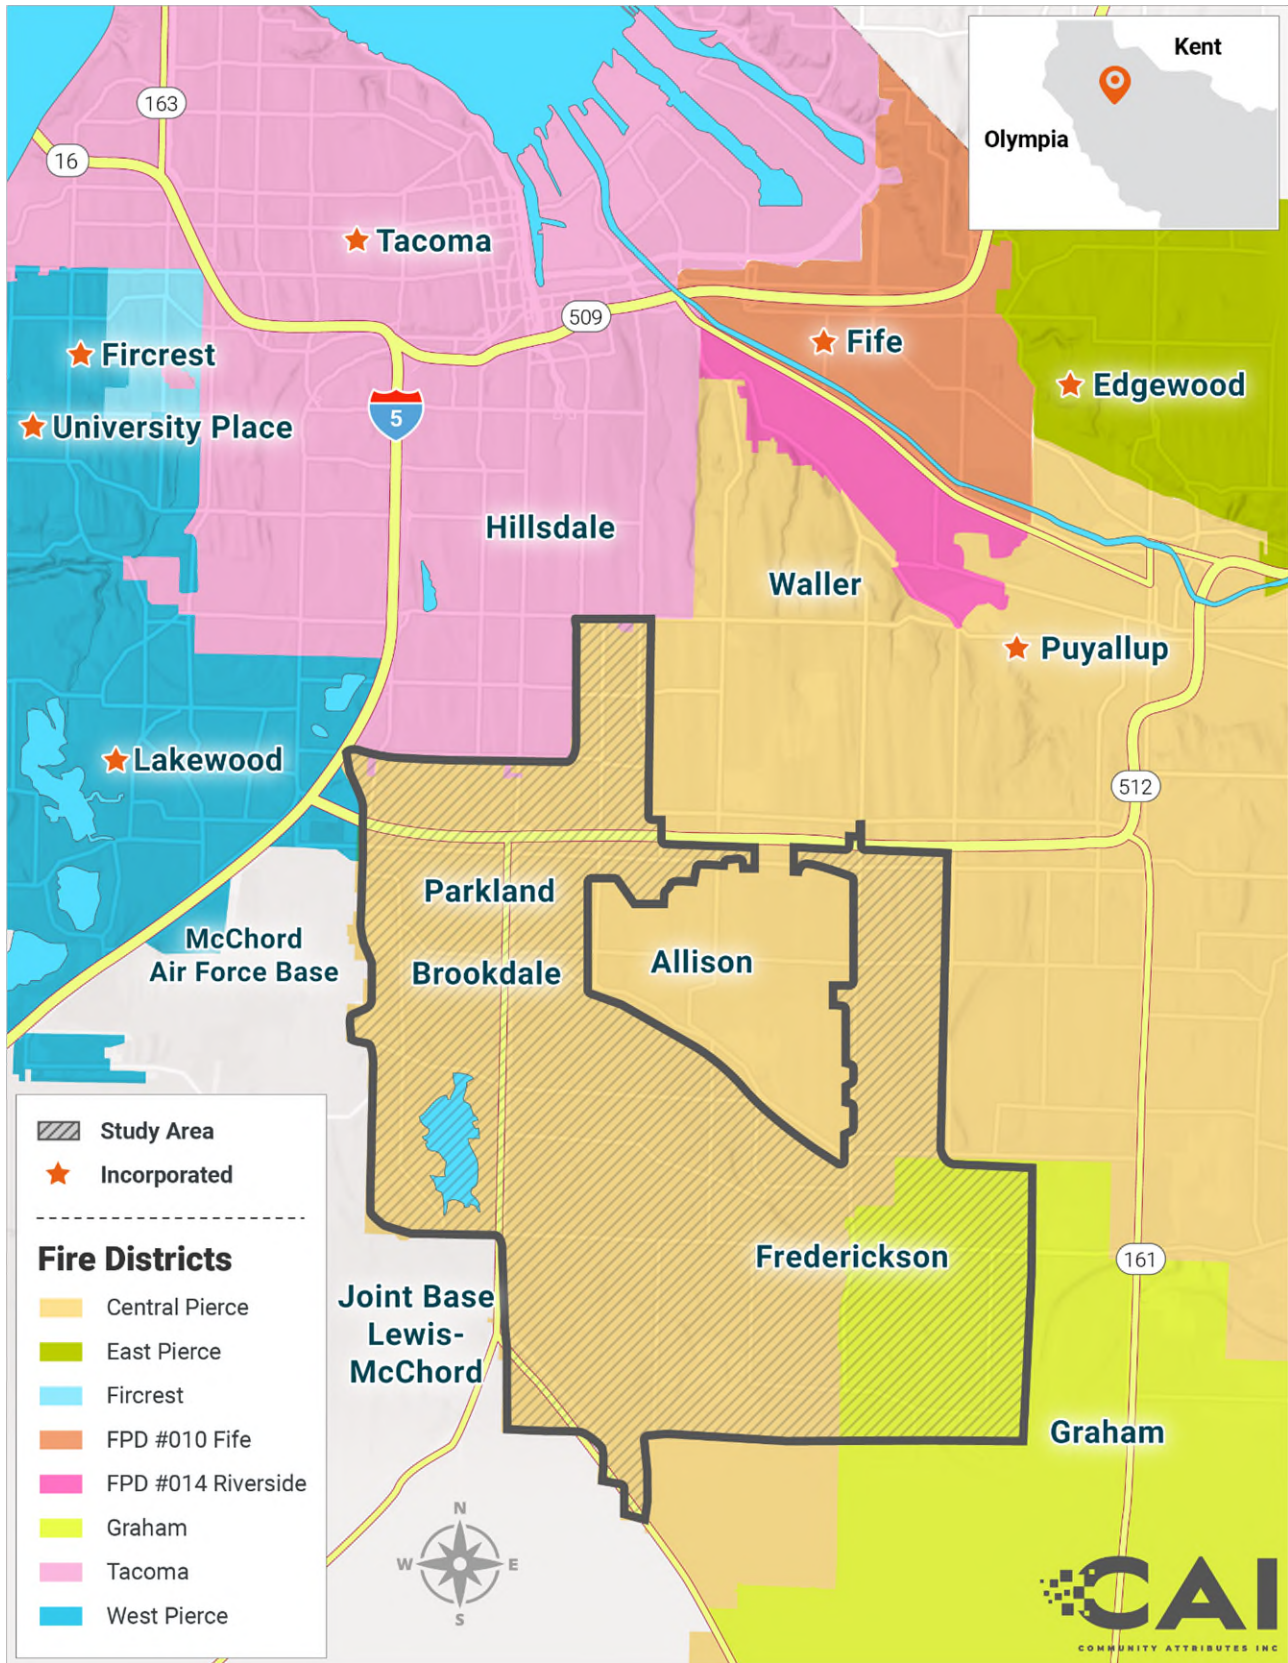 Kent
Olympia
163
16
Tacoma
509
Fife
Fircrest
Edgewood
5
University Place
Hillsdale
Waller
Puyallup
Lakewood
512
Parkland
McChord
Air Force Base
Allison
Brookdale
Study Area
Incorporated
Fire Districts
Central Pierce
East Pierce
Fircrest
FPD #010 Fife
FPD #014 Riverside
Graham
Tacoma
West Pierce
Frederickson
161
Joint Base
Lewis-
McChord
Graham
N
W E
S
CAI
COMMUNITY ATTRIBUTES INC